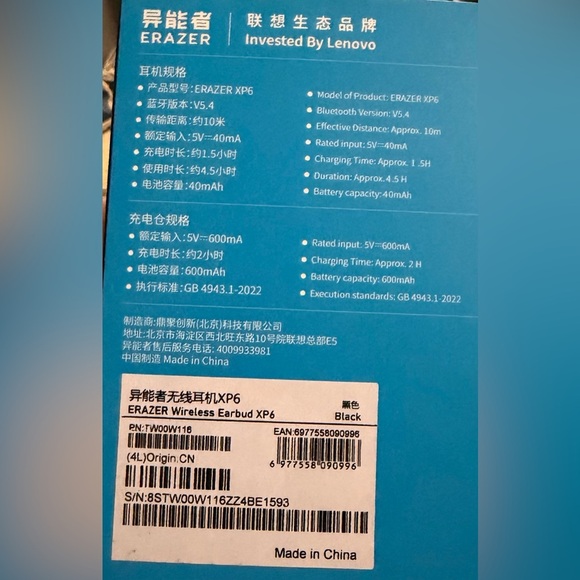 异能者 联想生态品牌
ERAZER Invested By Lenovo
耳机规格
产品型号:ERAZER XP6
蓝牙版本:V5.4
传输距离:约10米
额定输入:5V⎓40mA
充电时长:约1.5小时
使用时长:约4.5小时
电池容量:40mAh
Model of Product: ERAZER XP6
Bluetooth Version: V5.4
Effective Distance: Approx. 10m
Rated input: 5V⎓40mA
Charging Time: Approx. 1 .5H
Duration: Approx. 4.5 H
Battery capacity: 40mAh
充电仓规格
额定输入:5V⎓600mA
充电时长:约2小时
电池容量:600mAh
执行标准:GB 4943.1-2022
Rated input: 5V⎓600mA
Charging Time: Approx. 2 H
Battery capacity: 600mAh
Execution standards: GB 4943.1-2022
制造商:鼎聚创新(北京)科技有限公司
地址:北京市海淀区西北旺东路10号院联想总部E5
异能者售后服务电话: 4009933981
中国制造 Made in China
异能者无线耳机XP6 黑色
ERAZER Wireless Earbud XP6 Black
P.N:TW00W116 EAN:6977558090996
6 977558 090996
(4L)Origin.CN
S/N:8STW00W116ZZ4BE1593
Made in China